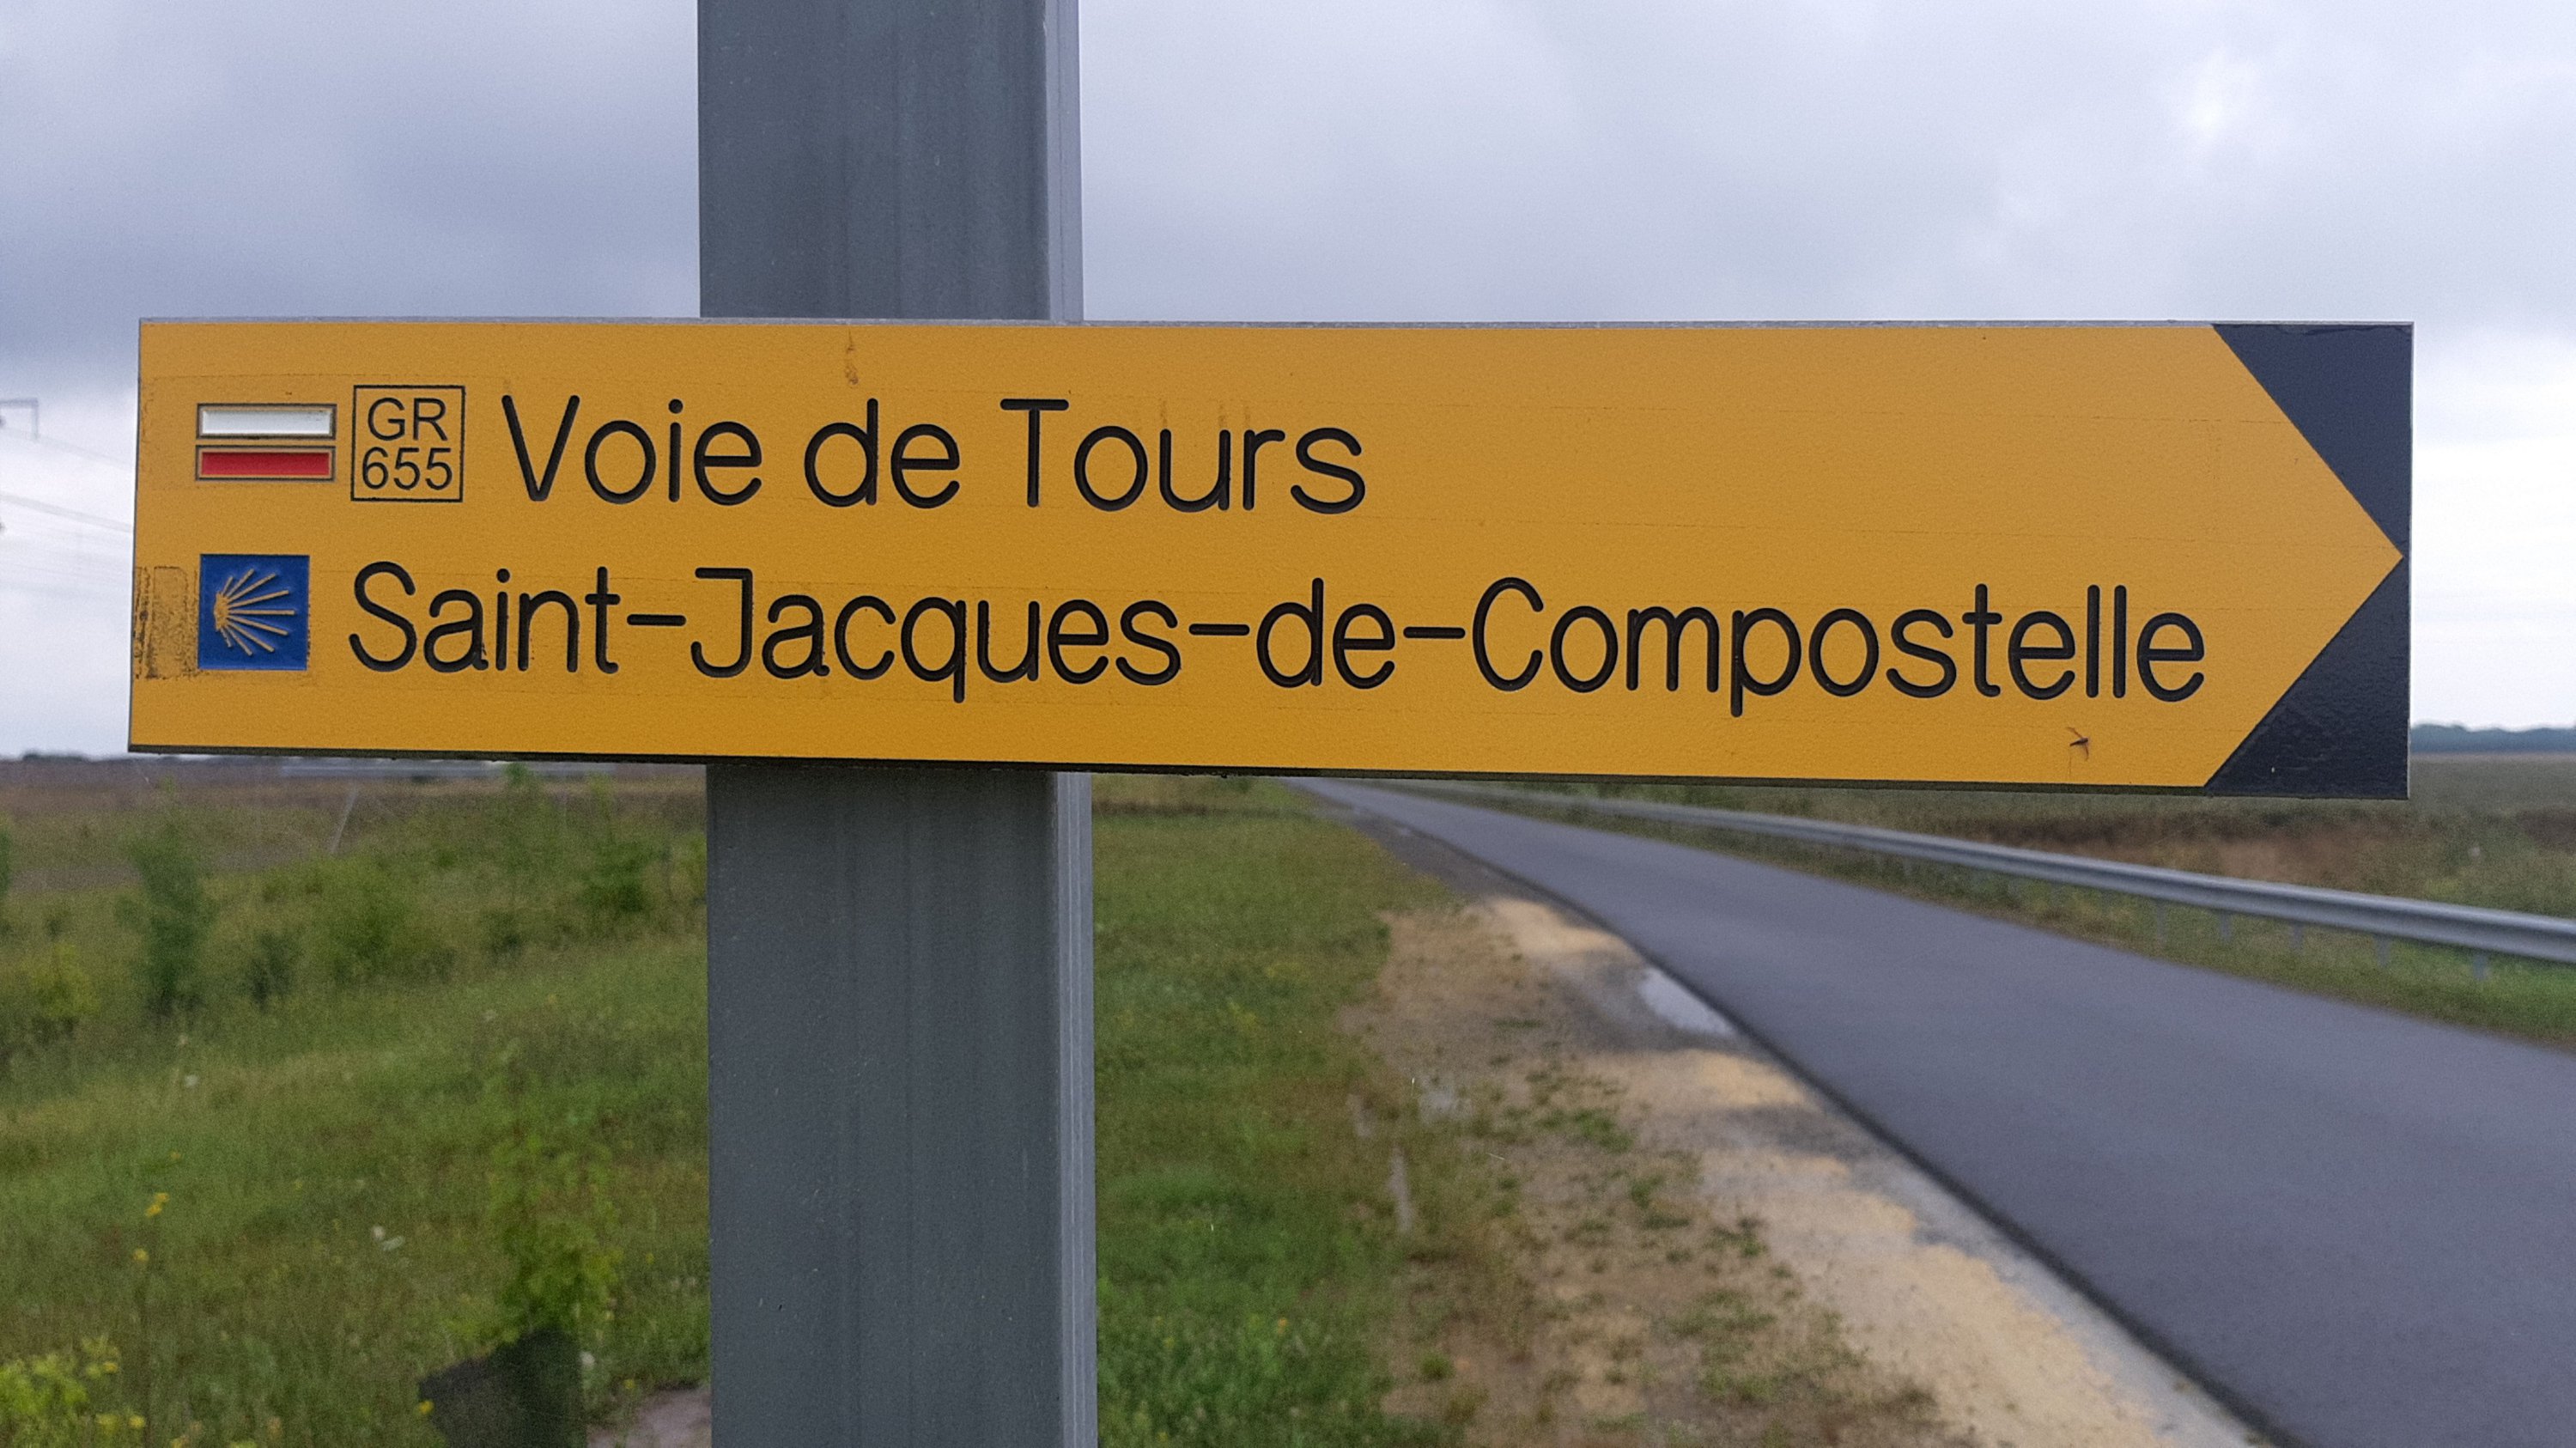 GR
655
Voie de Tours
Saint-Jacques-de-Compostelle